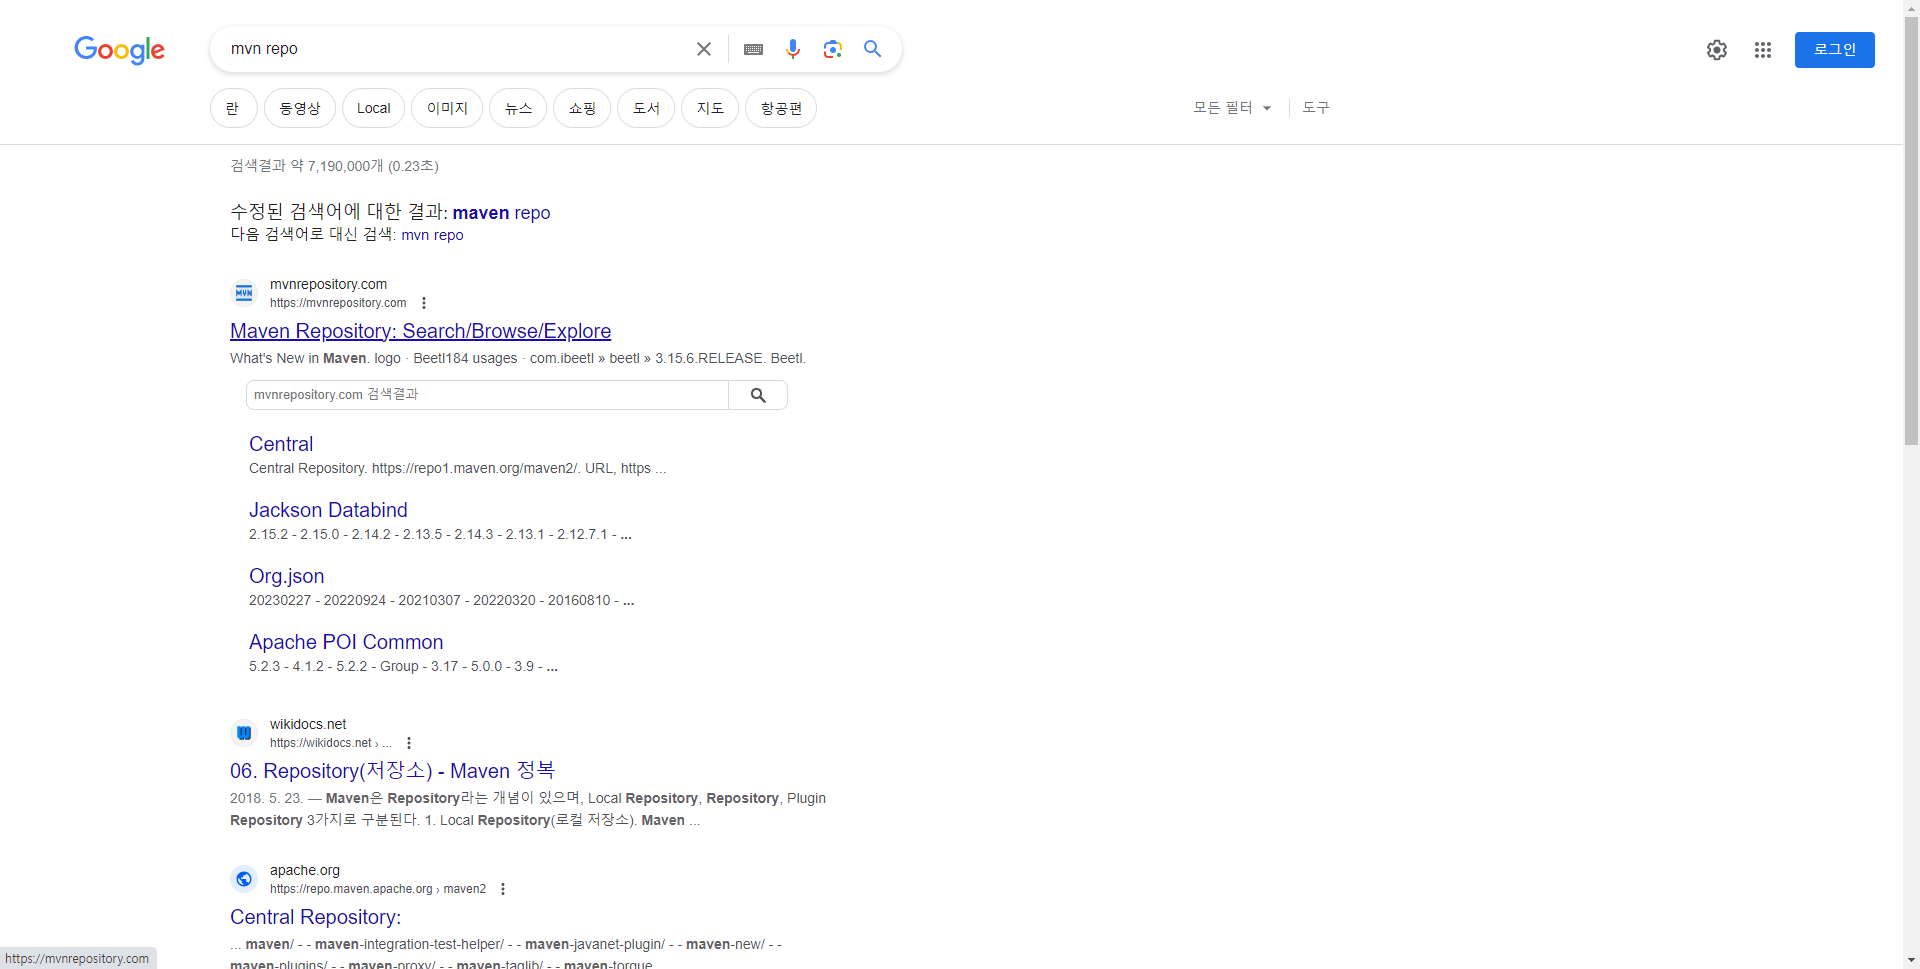 Google
mvn repo
로그인
란 동영상 Local 이미지 뉴스 쇼핑 도서 지도 항공편 모든 필터 도구
검색결과 약 7,190,000개 (0.23초)
수정된 검색어에 대한 결과: maven repo
다음 검색어로 대신 검색: mvn repo
MVN
mvnrepository.com
https://mvnrepository.com
Maven Repository: Search/Browse/Explore
What's New in Maven. logo · Beetl184 usages · com.ibeetl » beetl » 3.15.6.RELEASE. Beetl.
mvnrepository.com 검색결과
Central
Central Repository. https://repo1.maven.org/maven2/. URL, https ...
Jackson Databind
2.15.2 - 2.15.0 - 2.14.2 - 2.13.5 - 2.14.3 - 2.13.1 - 2.12.7.1 - ...
Org.json
20230227 - 20220924 - 20210307 - 20220320 - 20160810 - ...
Apache POI Common
5.2.3 - 4.1.2 - 5.2.2 - Group - 3.17 - 5.0.0 - 3.9 - ...
wikidocs.net
https://wikidocs.net › ...
06. Repository(저장소) - Maven 정복
2018. 5. 23. — Maven은 Repository라는 개념이 있으며, Local Repository, Repository, Plugin
Repository 3가지로 구분된다. 1. Local Repository(로컬 저장소). Maven ...
apache.org
https://repo.maven.apache.org › maven2
Central Repository:
... maven/ - - maven-integration-test-helper/ - - maven-javanet-plugin/ - - maven-new/ - -
maven-plugins/ - - maven-proxy/ - - maven-taglib/ - - maven-torque
https://mvnrepository.com